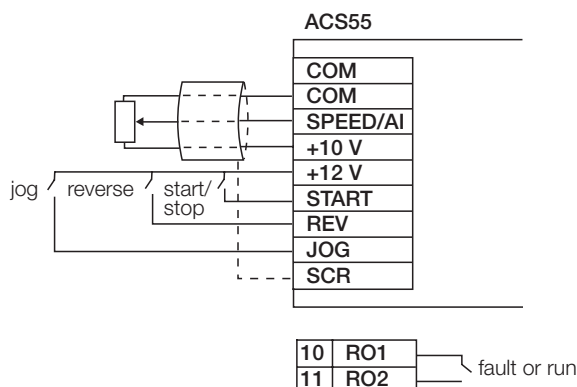 ACS55
COM
COM
SPEED/AI
+10 V
+12 V
START
REV
JOG
SCR
jog
reverse
start/
stop
10 RO1
11 RO2
fault or run